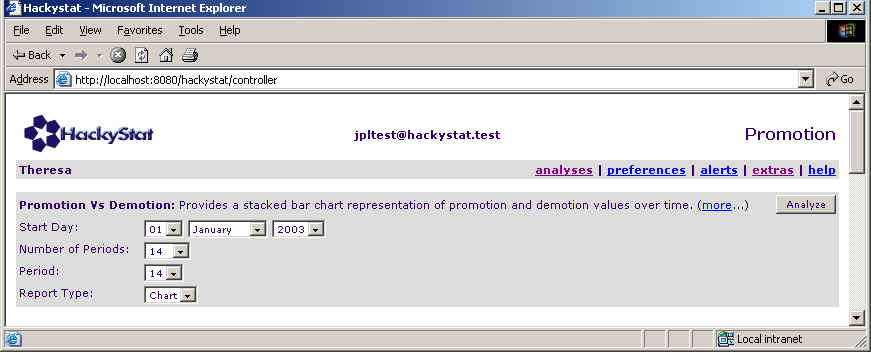 Hackystat - Microsoft Internet Explorer
File Edit View Favorites Tools Help
Back
Address http://localhost:8080/hackystat/controller Go
HackyStat jpltest@hackystat.test Promotion
Theresa analyses | preferences | alerts | extras | help
Promotion Vs Demotion: Provides a stacked bar chart representation of promotion and demotion values over time. (more...) Analyze
Start Day: 01 January 2003
Number of Periods: 14
Period: 14
Report Type: Chart
Local intranet